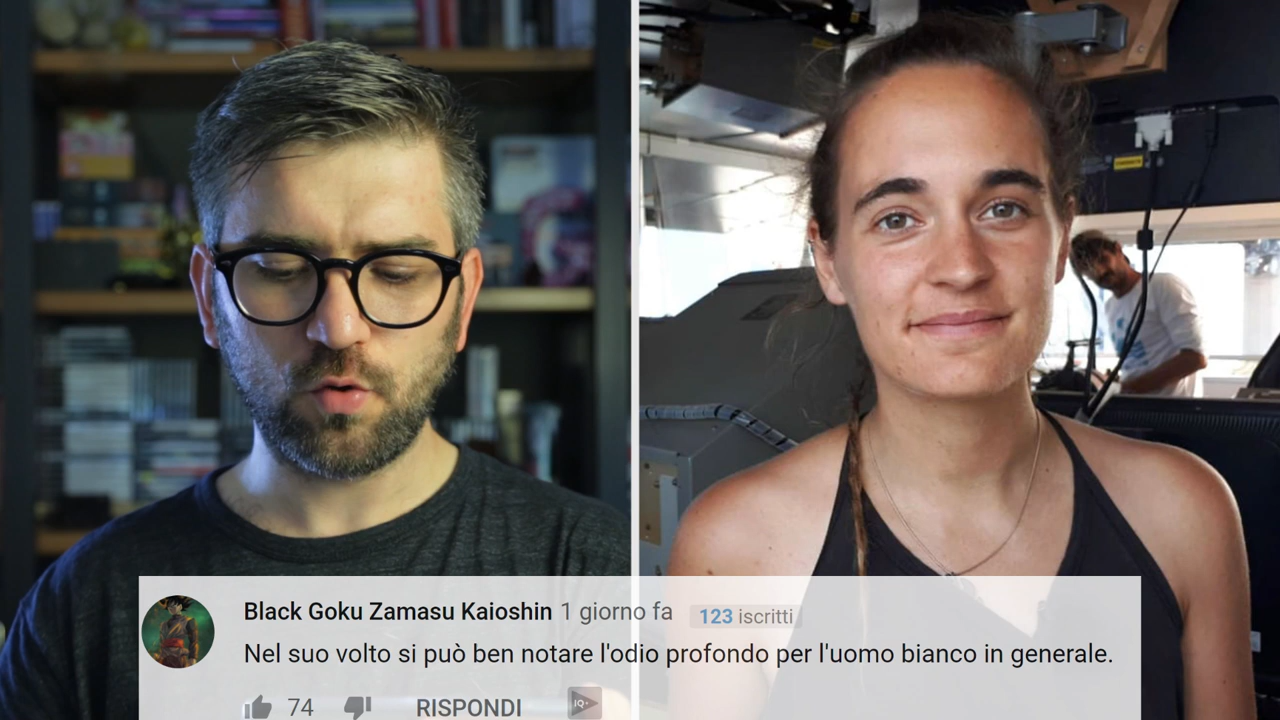 Black Goku Zamasu Kaioshin 1 giorno fa 123 iscritti
Nel suo volto si può ben notare l'odio profondo per l'uomo bianco in generale.
74 RISPONDI IQ+